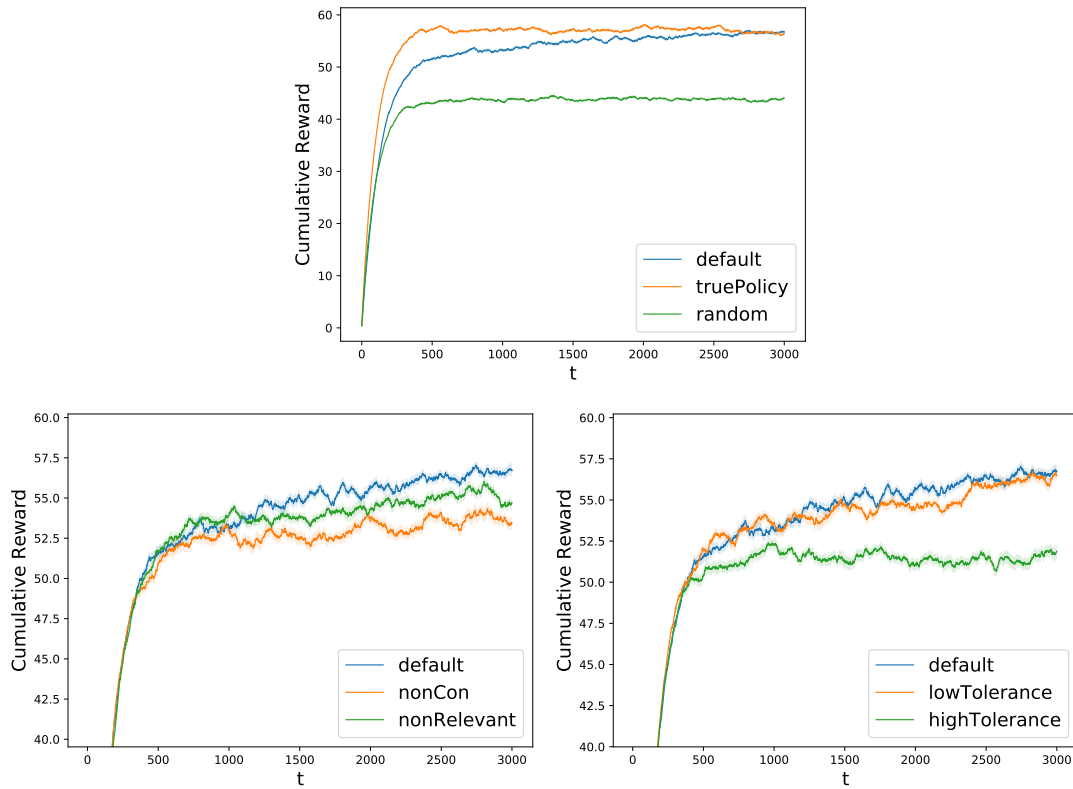 60
50
40
30
20
10
0
Cumulative Reward
default
truePolicy
random
0 500 1000 1500 2000 2500 3000
t
60.0
57.5
55.0
52.5
50.0
47.5
45.0
42.5
40.0
Cumulative Reward
default
nonCon
nonRelevant
0 500 1000 1500 2000 2500 3000
t
60.0
57.5
55.0
52.5
50.0
47.5
45.0
42.5
40.0
Cumulative Reward
default
lowTolerance
highTolerance
0 500 1000 1500 2000 2500 3000
t